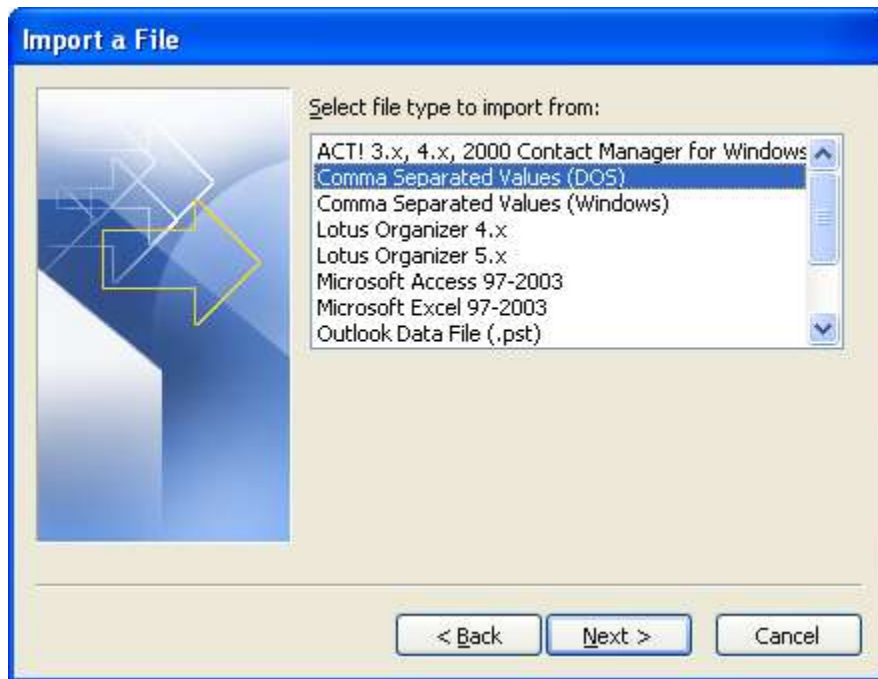 Import a File
Select file type to import from:
ACT! 3.x, 4.x, 2000 Contact Manager for Windows
Comma Separated Values (DOS)
Comma Separated Values (Windows)
Lotus Organizer 4.x
Lotus Organizer 5.x
Microsoft Access 97-2003
Microsoft Excel 97-2003
Outlook Data File (.pst)
< Back Next > Cancel